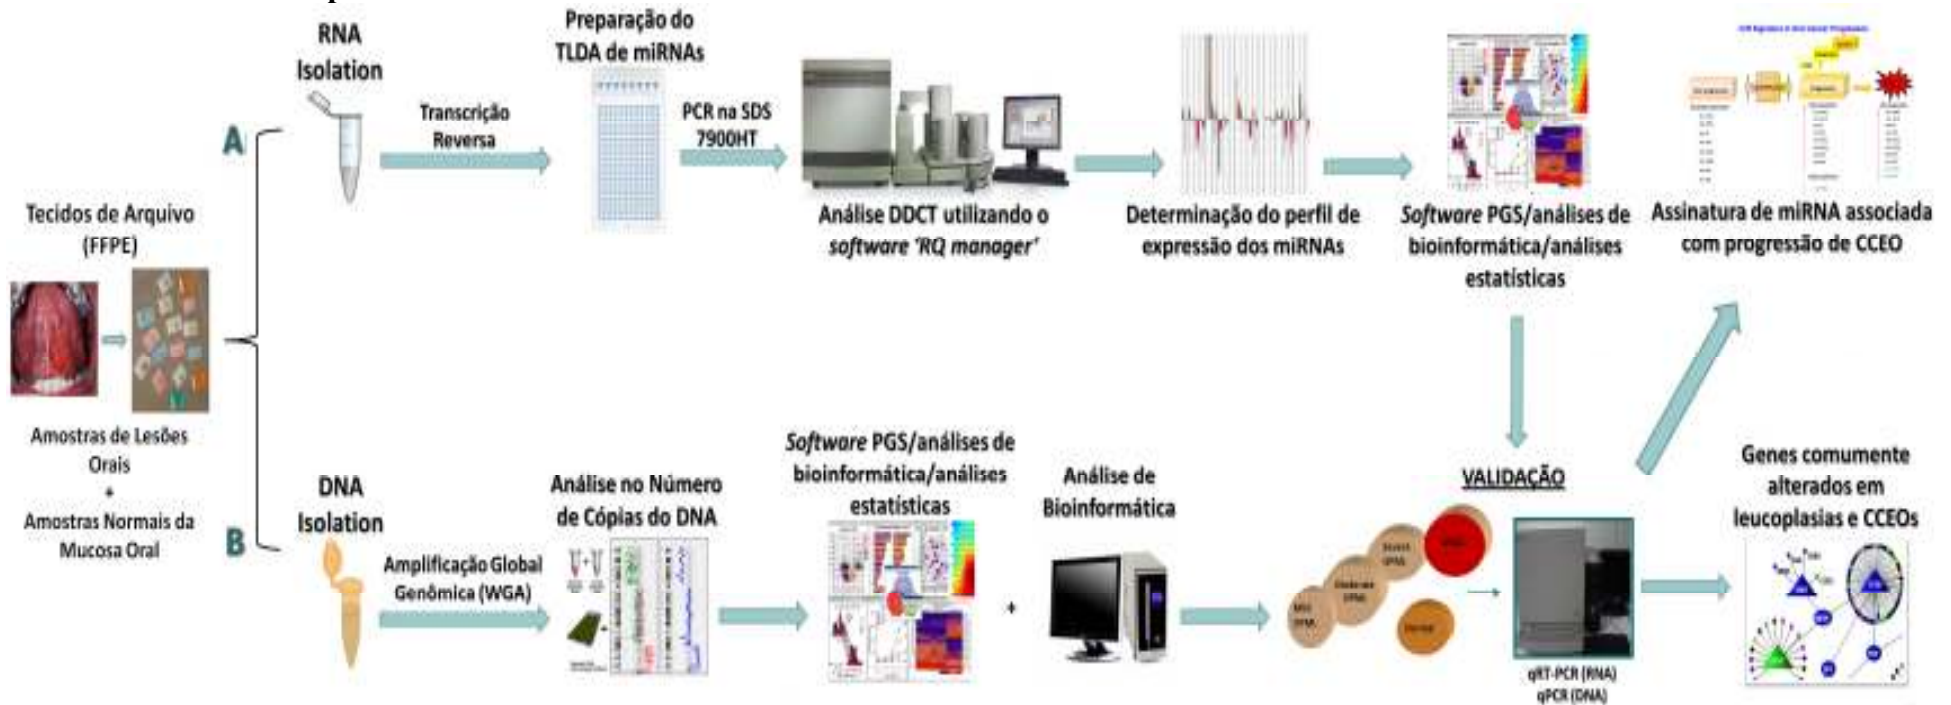 Tecidos de Arquivo
(FFPE)
Amostras de Lesões
Orais
+
Amostras Normais da
Mucosa Oral
A
RNA
Isolation
Transcrição
Reversa
Preparação do
TLDA de miRNAs
PCR na SDS
7900HT
Análise DDCT utilizando o
software 'RQ manager'
Determinação do perfil de
expressão dos miRNAs
Software PGS/análises de
bioinformática/análises
estatísticas
Assinatura de miRNA associada
com progressão de CCEO
B
DNA
Isolation
Amplificação Global
Genômica (WGA)
Análise no Número
de Cópias do DNA
Software PGS/análises de
bioinformática/análises
estatísticas
+
Análise de
Bioinformática
VALIDAÇÃO
qRT-PCR (RNA)
qPCR (DNA)
Genes comumente
alterados em
leucoplasias e CCEOs